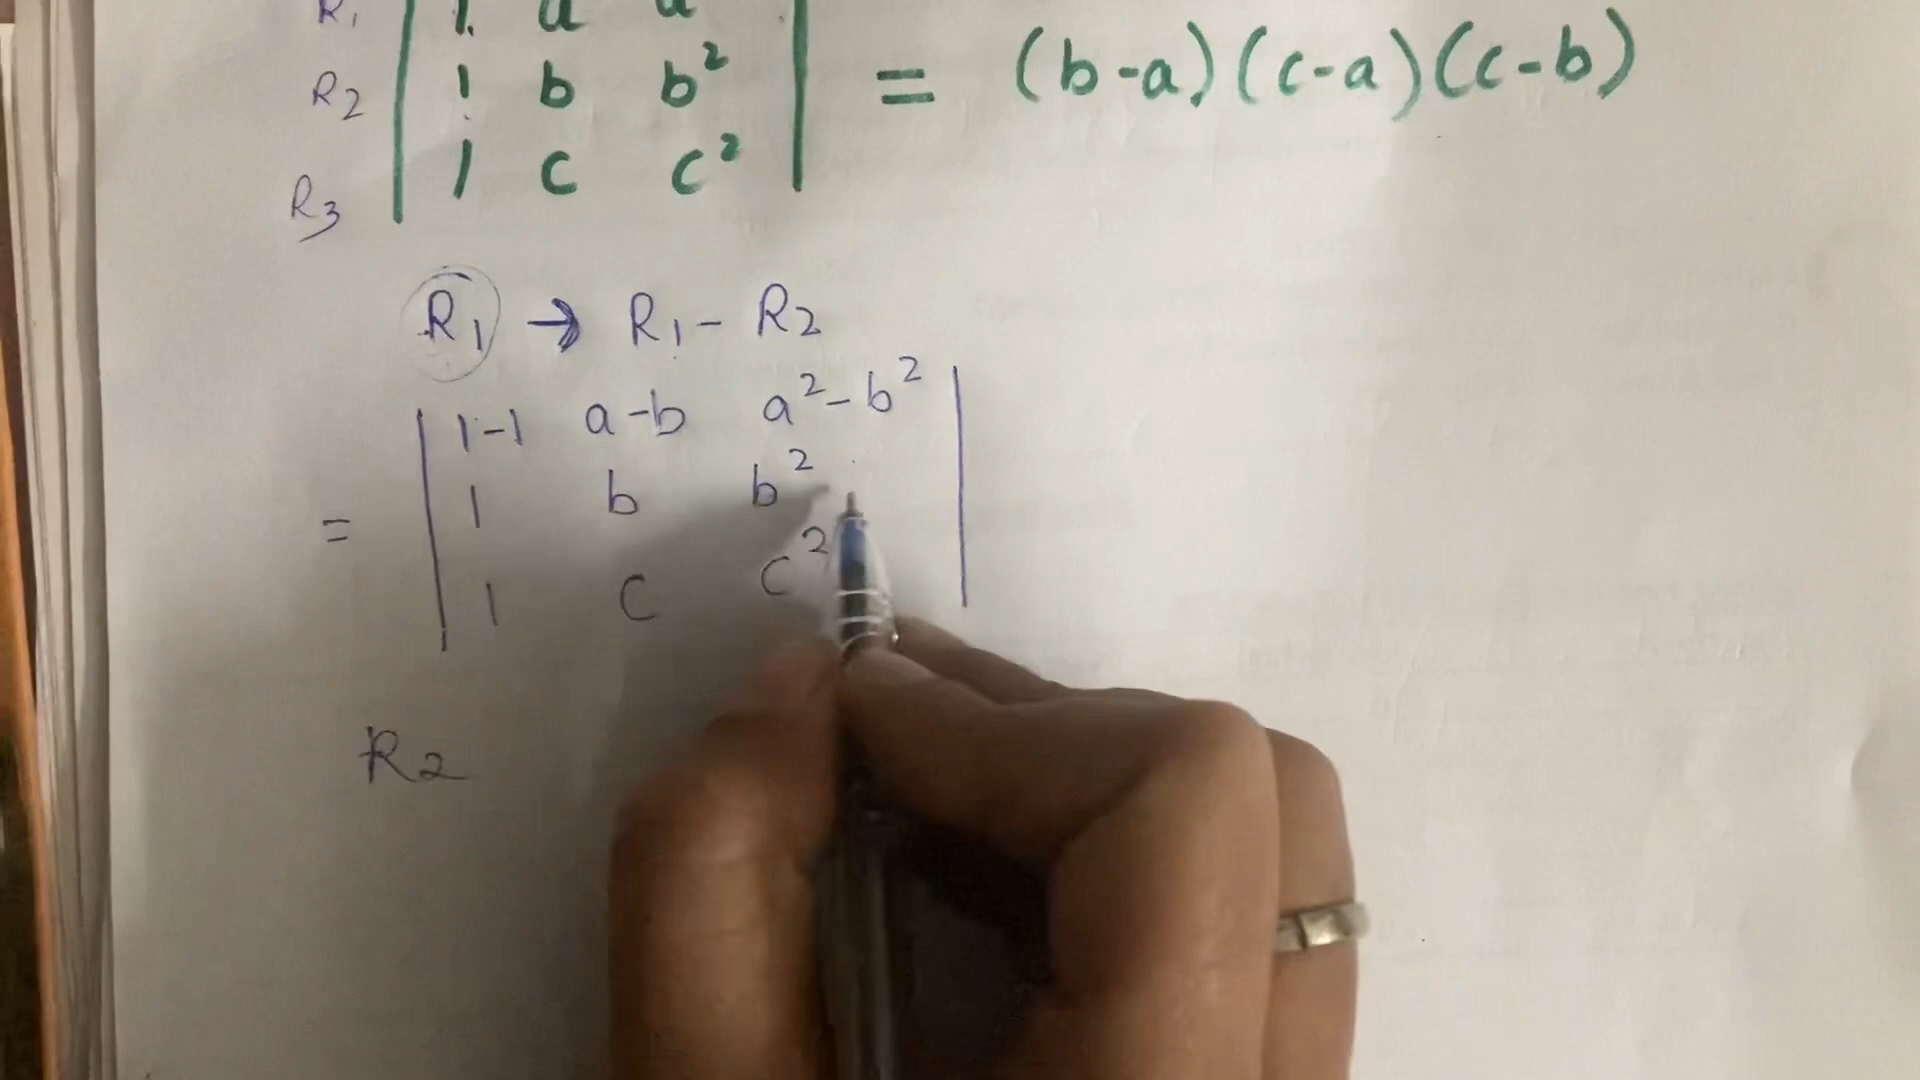 R1 | 1 a a
R2 | 1 b b² | = (b-a)(c-a)(c-b)
R3 | 1 c c² |
R1 → R1 - R2
| 1-1 a-b a²-b² |
= | 1 b b² |
| 1 c c² |
R2